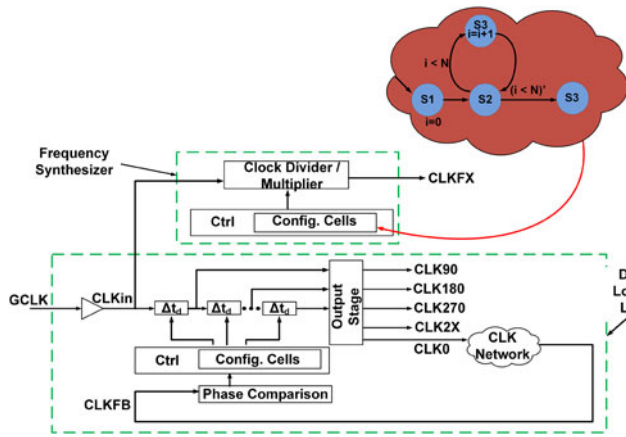 S3
i=i+1
i < N
(i < N)'
S1
S2
S3
i=0
Frequency
Synthesizer
Clock Divider /
Multiplier
CLKFX
Ctrl
Config. Cells
GCLK
CLKin
Δtd
Δtd
Δtd
Output
Stage
CLK90
CLK180
CLK270
CLK2X
CLK0
CLK
Network
Ctrl
Config. Cells
Phase Comparison
CLKFB